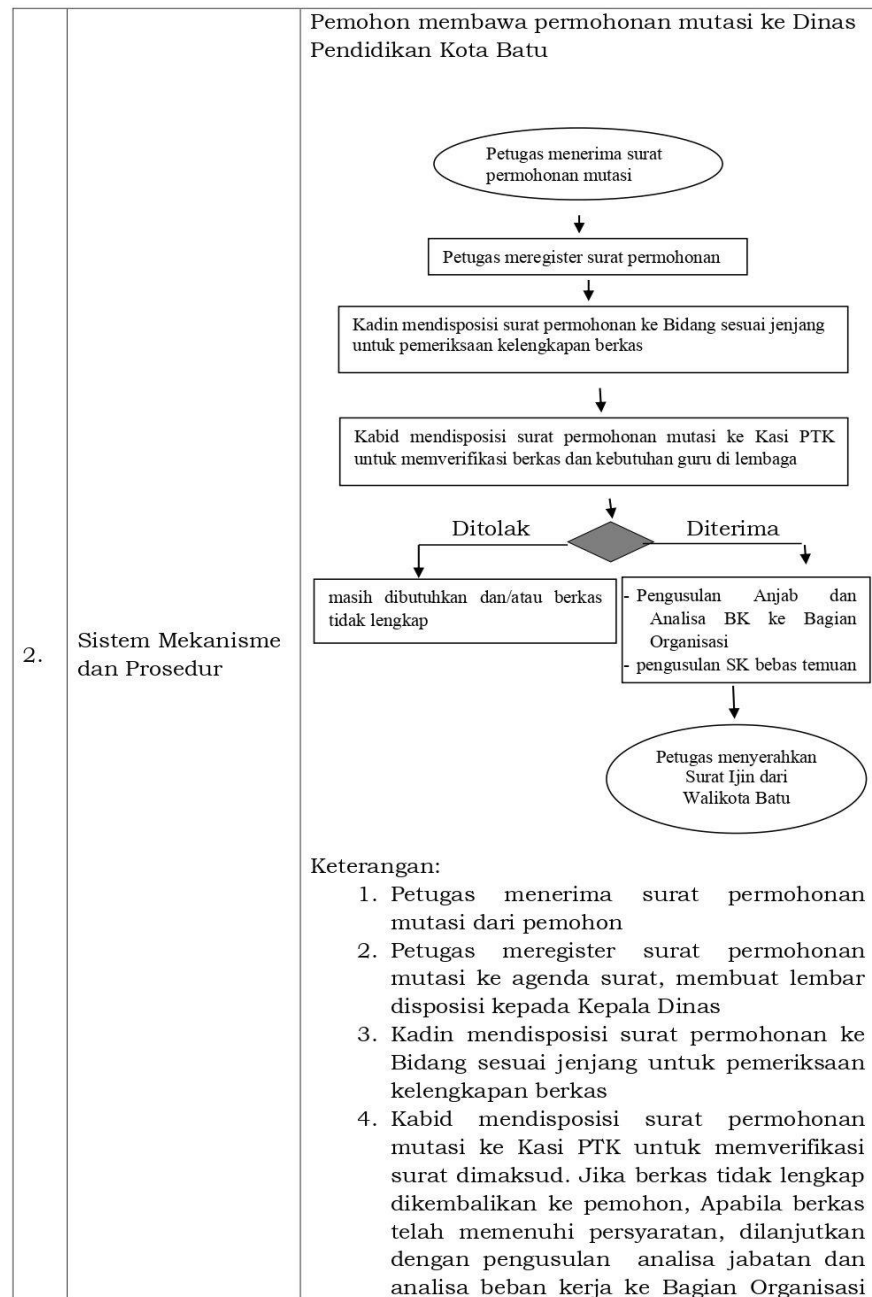 Pemohon membawa permohonan mutasi ke Dinas
Pendidikan Kota Batu
Petugas menerima surat
permohonan mutasi
Petugas meregister surat permohonan
Kadin mendisposisi surat permohonan ke Bidang sesuai jenjang
untuk pemeriksaan kelengkapan berkas
Kabid mendisposisi surat permohonan mutasi ke Kasi PTK
untuk memverifikasi berkas dan kebutuhan guru di lembaga
Ditolak
Diterima
masih dibutuhkan dan/atau berkas
tidak lengkap
- Pengusulan Anjab dan
Analisa BK ke Bagian
Organisasi
- pengusulan SK bebas temuan
2.
Sistem Mekanisme
dan Prosedur
Petugas menyerahkan
Surat Ijin dari
Walikota Batu
Keterangan:
1. Petugas menerima surat permohonan
mutasi dari pemohon
2. Petugas meregister surat permohonan
mutasi ke agenda surat, membuat lembar
disposisi kepada Kepala Dinas
3. Kadin mendisposisi surat permohonan ke
Bidang sesuai jenjang untuk pemeriksaan
kelengkapan berkas
4. Kabid mendisposisi surat permohonan
mutasi ke Kasi PTK untuk memverifikasi
surat dimaksud. Jika berkas tidak lengkap
dikembalikan ke pemohon, Apabila berkas
telah memenuhi persyaratan, dilanjutkan
dengan pengusulan analisa jabatan dan
analisa beban kerja ke Bagian Organisasi